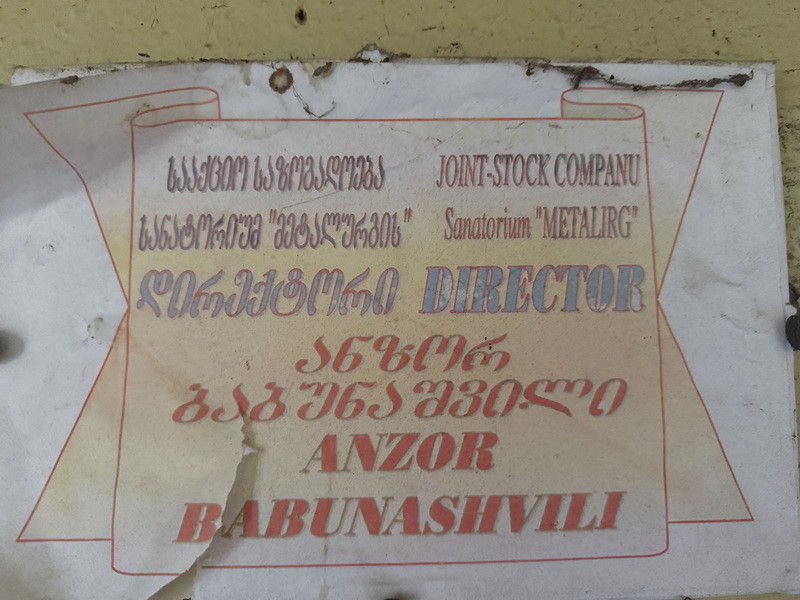 სააქციო საზოგადოება JOINT-STOCK COMPANU
სანატორიუმ "მეტალურგის" Sanatorium "METALIRG"
დირექტორი DIRECTOR
ანზორ
ბაბუნაშვილი
ANZOR
BABUNASHVILI